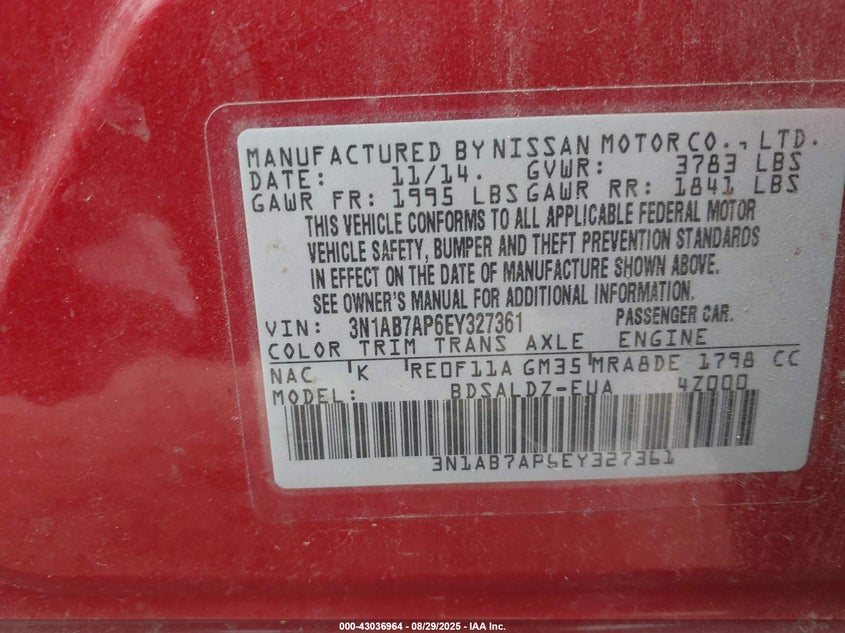 MANUFACTURED BY NISSAN MOTOR CO., LTD.
DATE: 11/14. GVWR: 3783 LBS
GAWR FR: 1995 LBS GAWR RR: 1841 LBS
THIS VEHICLE CONFORMS TO ALL APPLICABLE FEDERAL MOTOR
VEHICLE SAFETY, BUMPER AND THEFT PREVENTION STANDARDS
IN EFFECT ON THE DATE OF MANUFACTURE SHOWN ABOVE.
SEE OWNER'S MANUAL FOR ADDITIONAL INFORMATION.
VIN: 3N1AB7AP6EY327361 PASSENGER CAR.
COLOR TRIM TRANS AXLE ENGINE
NAC K RE0F11A GM35 MRA8DE 1798 CC
MODEL: BDSALDZ-EUA 4Z000
3N1AB7AP6EY327361
000-43036964 - 08/29/2025 - IAA Inc.